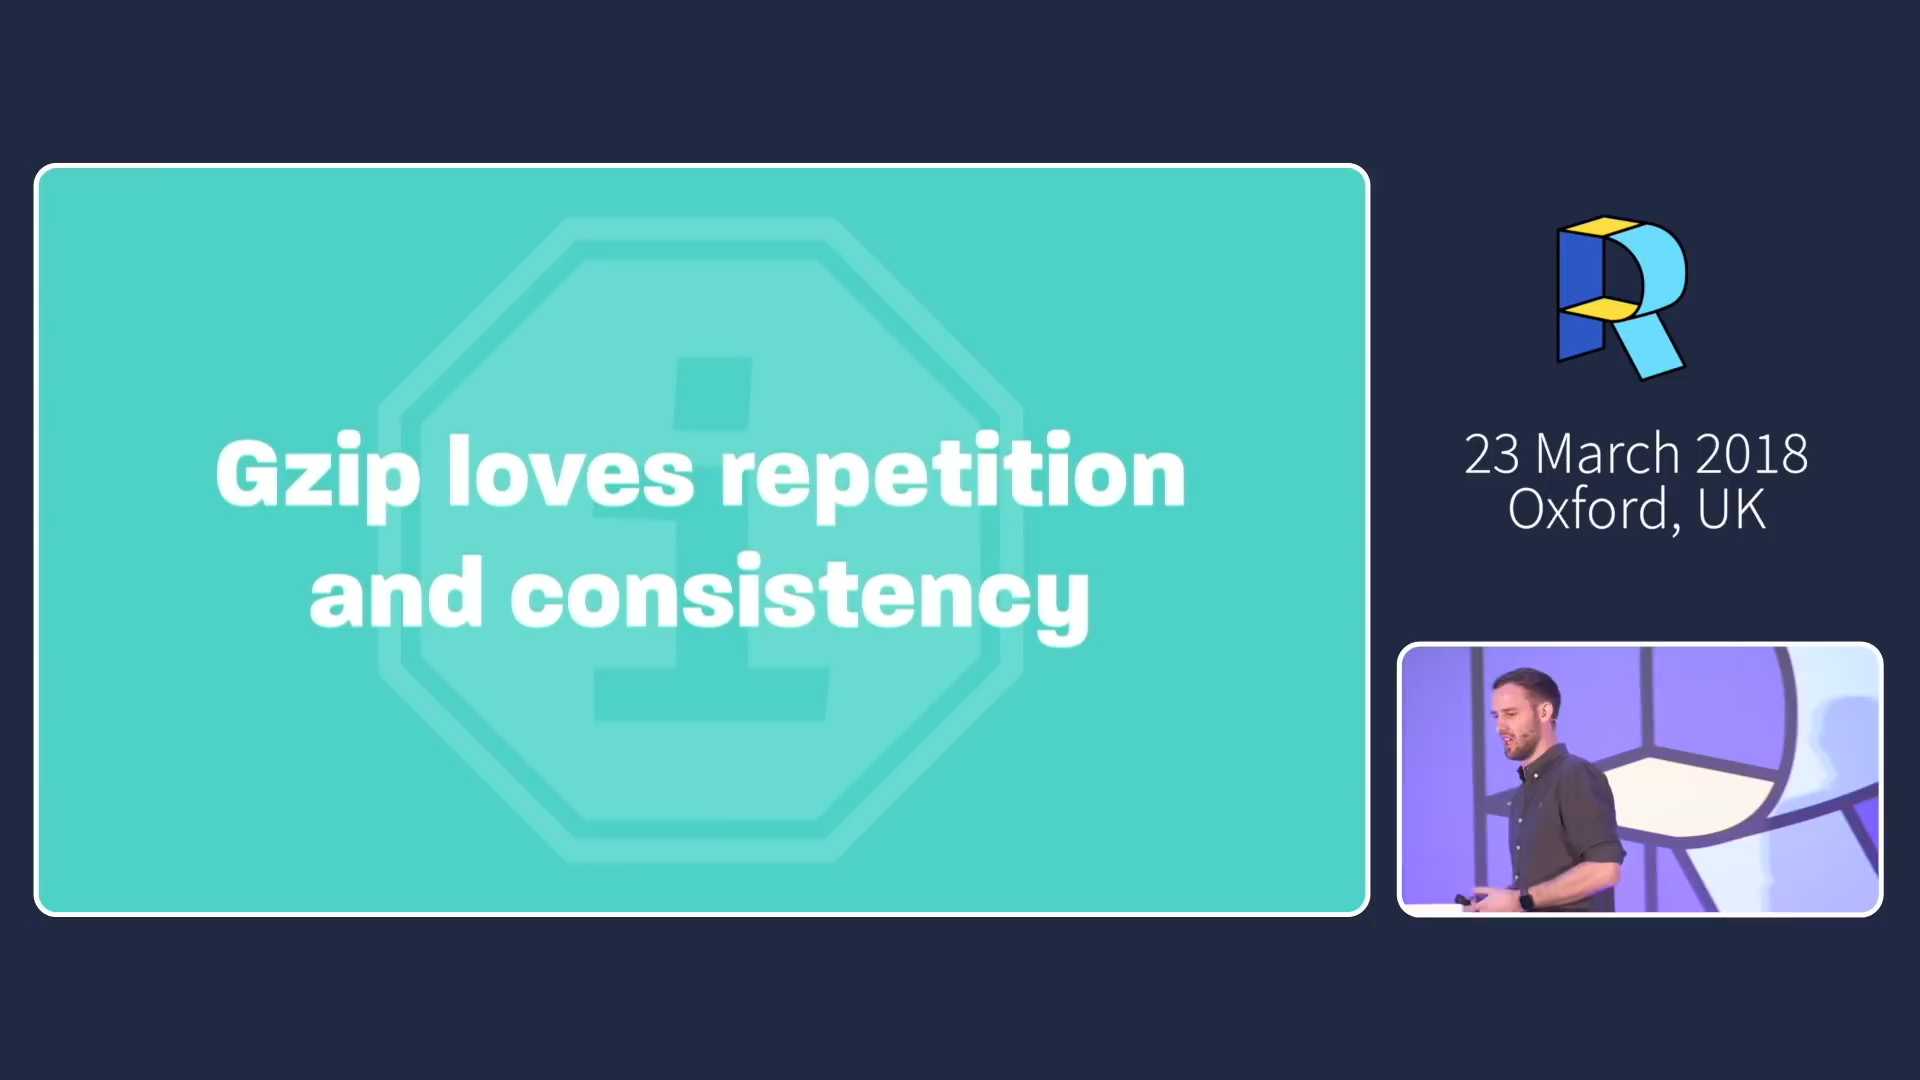 Gzip loves repetition
and consistency
23 March 2018
Oxford, UK